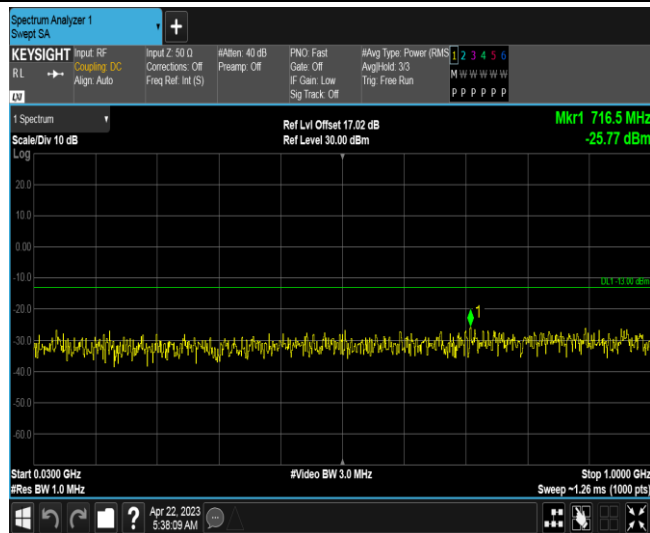 Spectrum Analyzer 1
Swept SA
+
KEYSIGHT
RL
LXI
Input: RF
Coupling: DC
Align: Auto
Input Z: 50 Ω
Corrections: Off
Freq Ref: Int (S)
#Atten: 40 dB
Preamp: Off
PNO: Fast
Gate: Off
IF Gain: Low
Sig Track: Off
#Avg Type: Power (RMS
Avg|Hold: 3/3
Trig: Free Run
1 2 3 4 5 6
M W W W W W
P P P P P P
1 Spectrum
Scale/Div 10 dB
Log
Ref Lvl Offset 17.02 dB
Ref Level 30.00 dBm
Mkr1 716.5 MHz
-25.77 dBm
20.0
10.0
0.00
-10.0
DL1 -13.00 dBm
-20.0
1
-30.0
-40.0
-50.0
-60.0
Start 0.0300 GHz
#Res BW 1.0 MHz
#Video BW 3.0 MHz
Stop 1.0000 GHz
Sweep ~1.26 ms (1000 pts)
?
Apr 22, 2023
5:38:09 AM